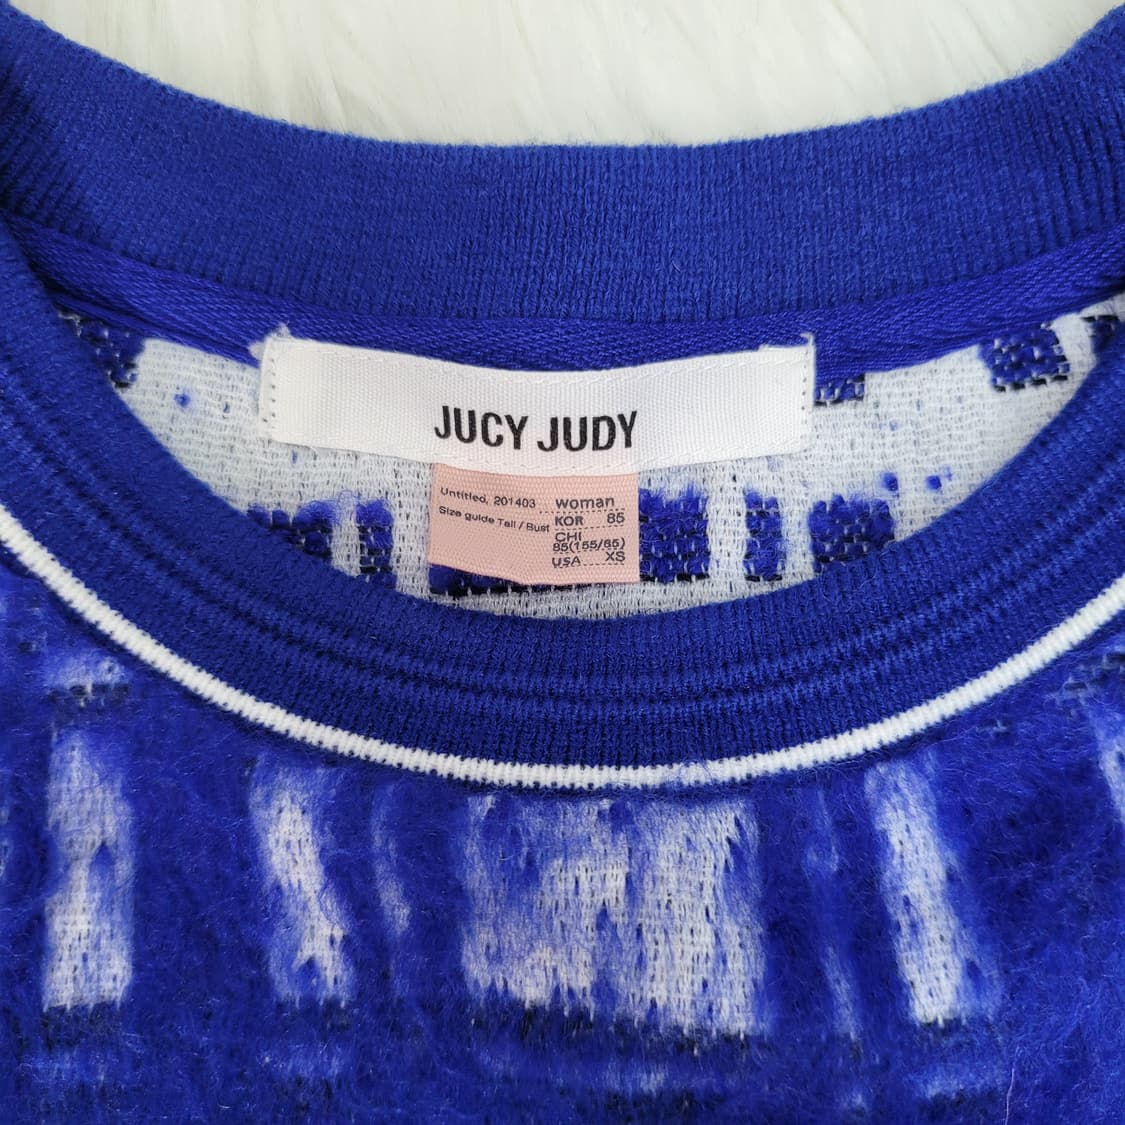 JUCY JUDY
Untitled, 201403 woman
Size guide Tall / Bust KOR 85
CHI
85(155/85)
USA XS